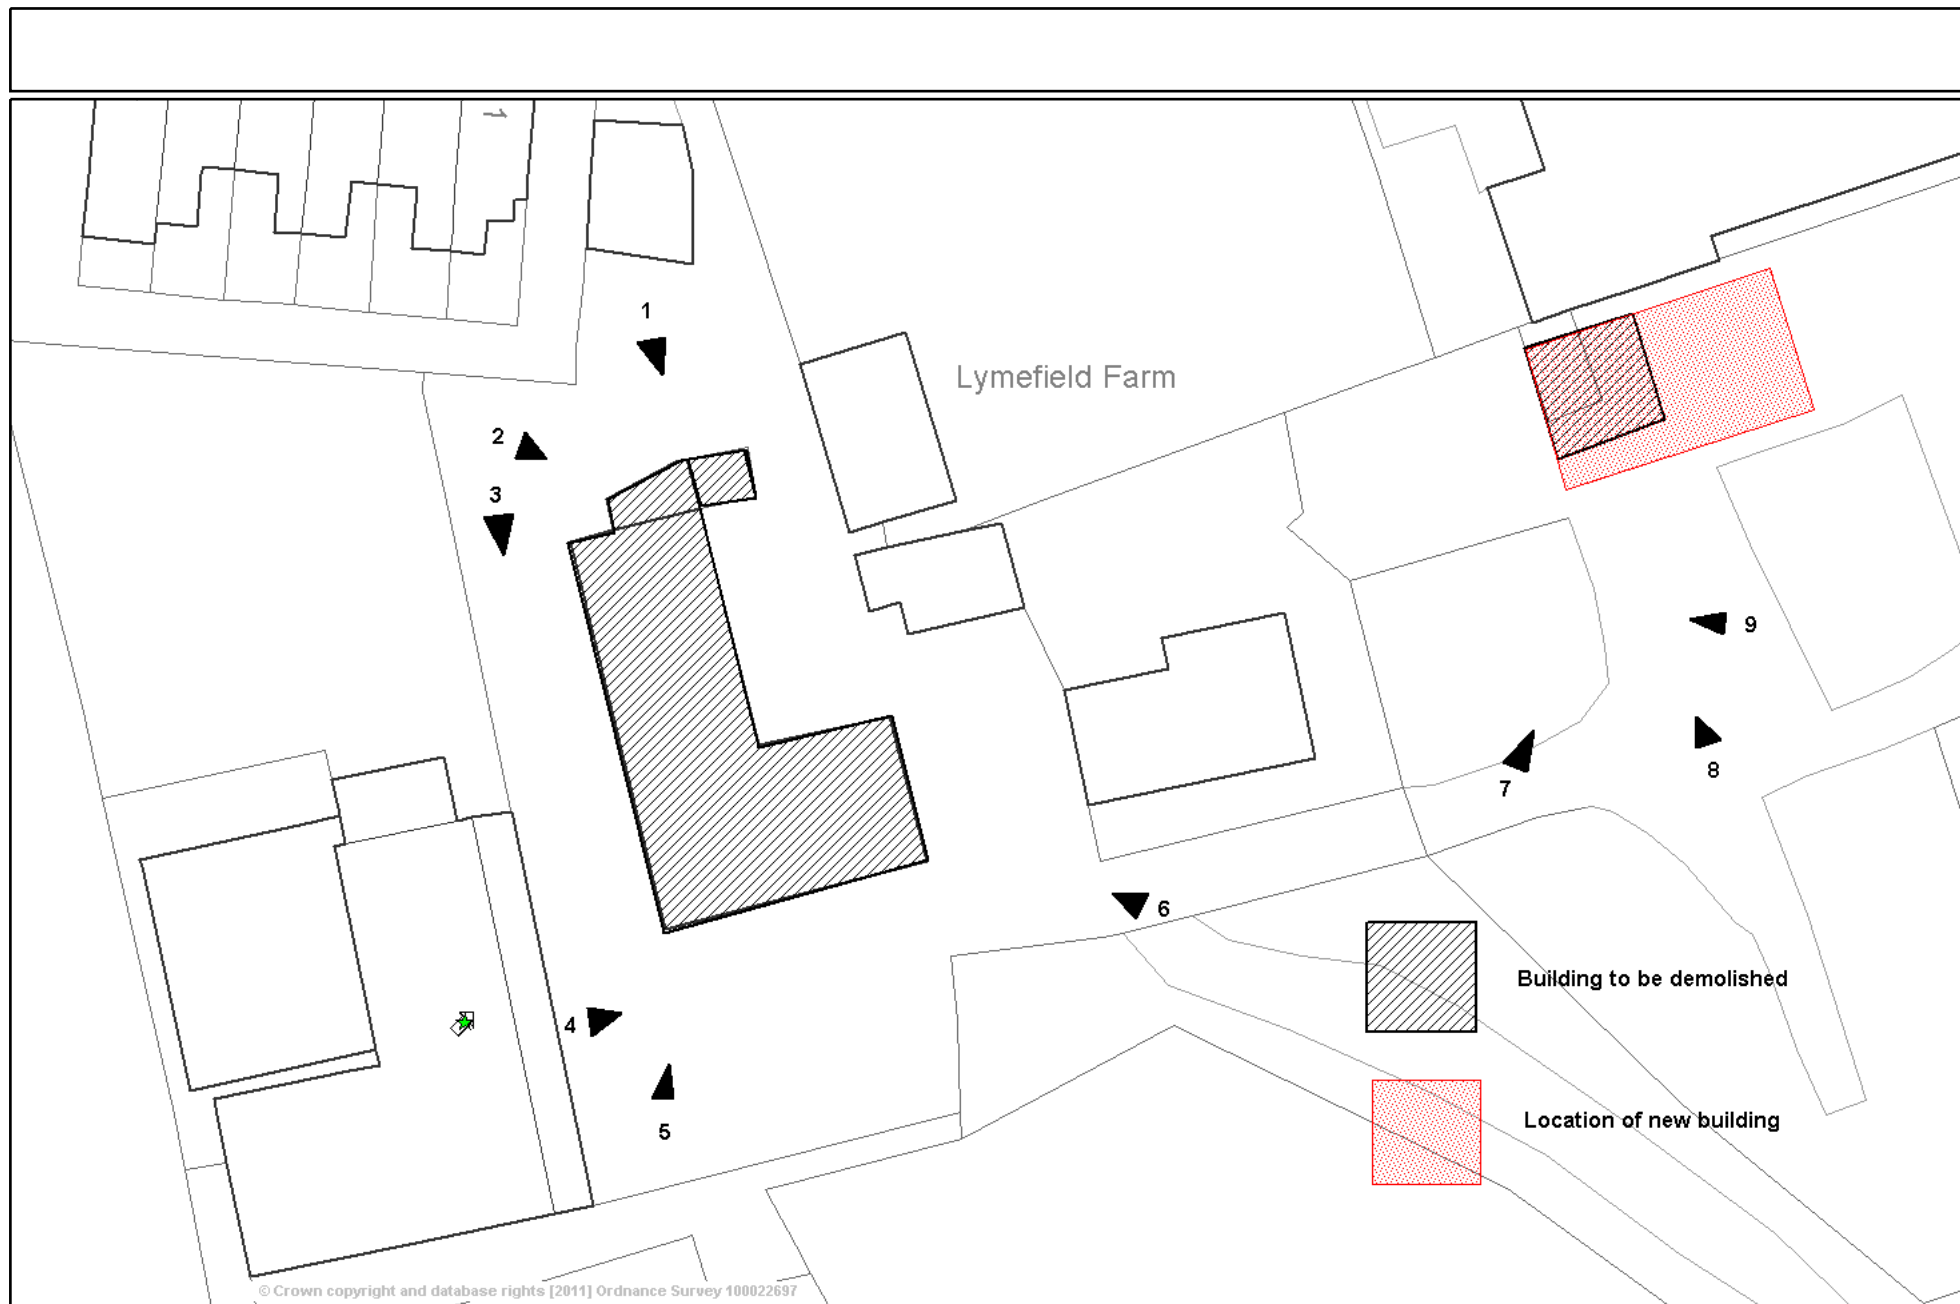 1
1
Lymefield Farm
2
3
9
8
7
6
Building to be demolished
4
Location of new building
5
© Crown copyright and database rights [2011] Ordnance Survey 100022697